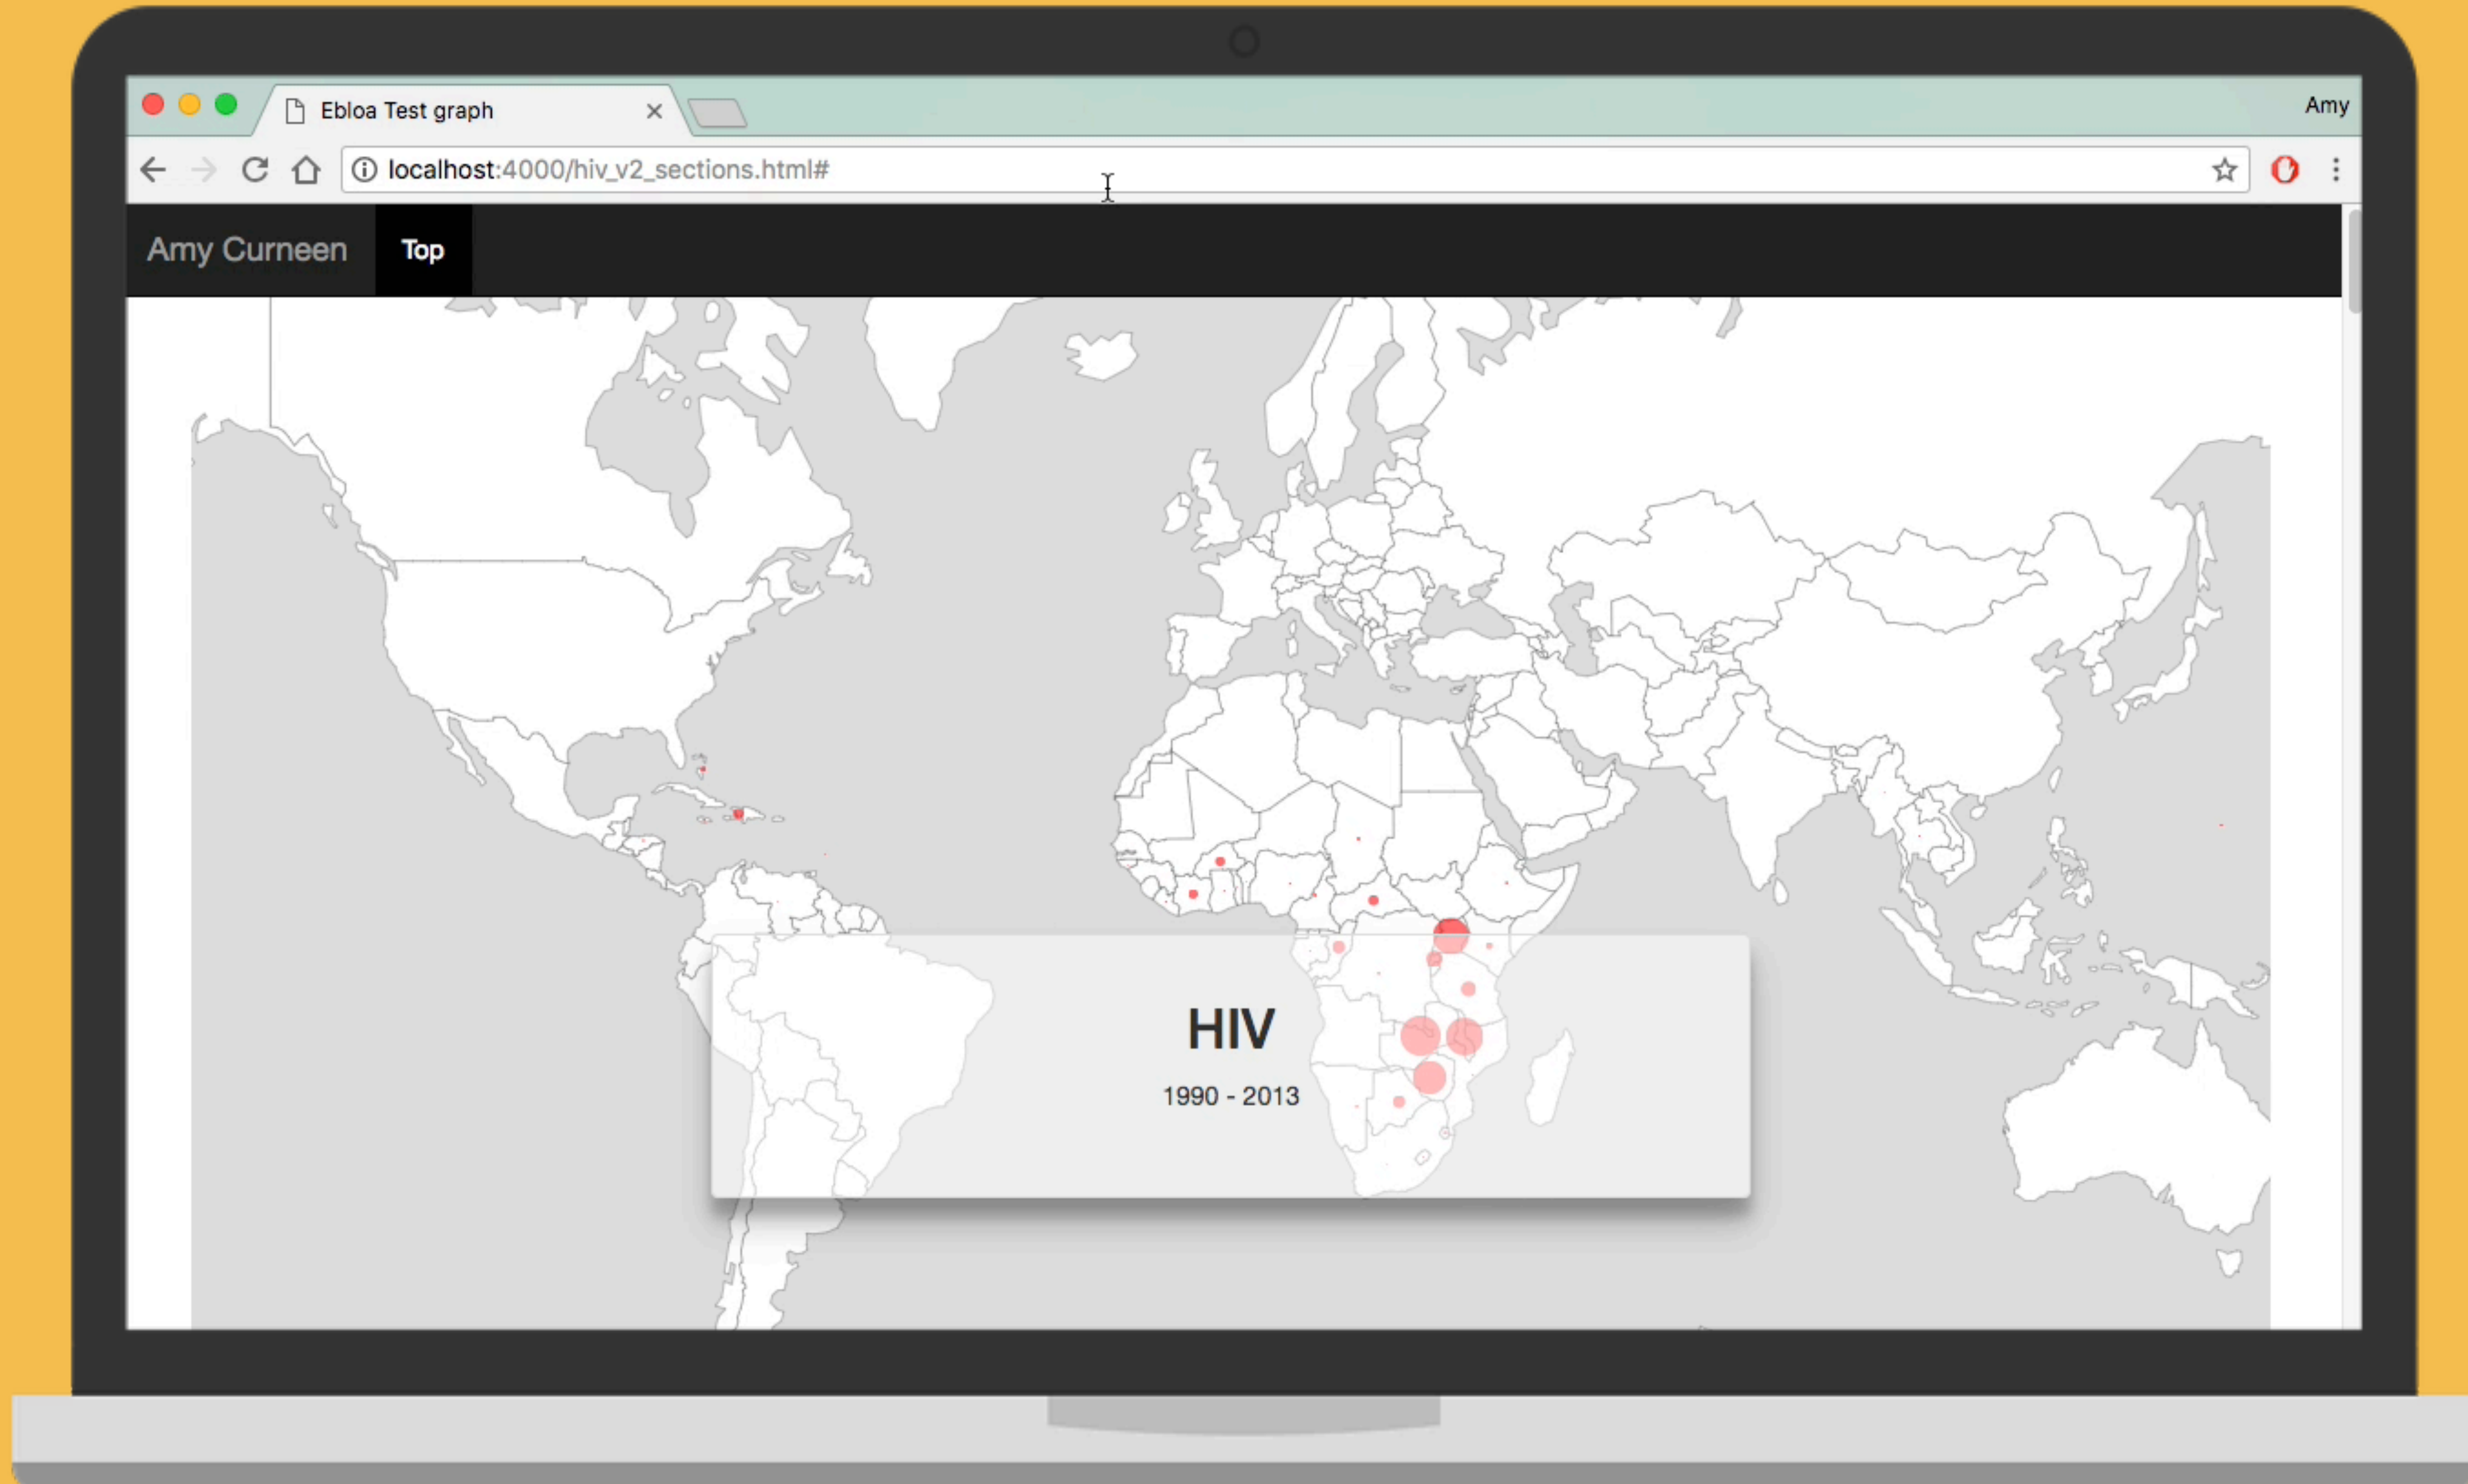 Ebloa Test graph
Amy
localhost:4000/hiv_v2_sections.html#
Amy Curneen
Top
HIV
1990 - 2013